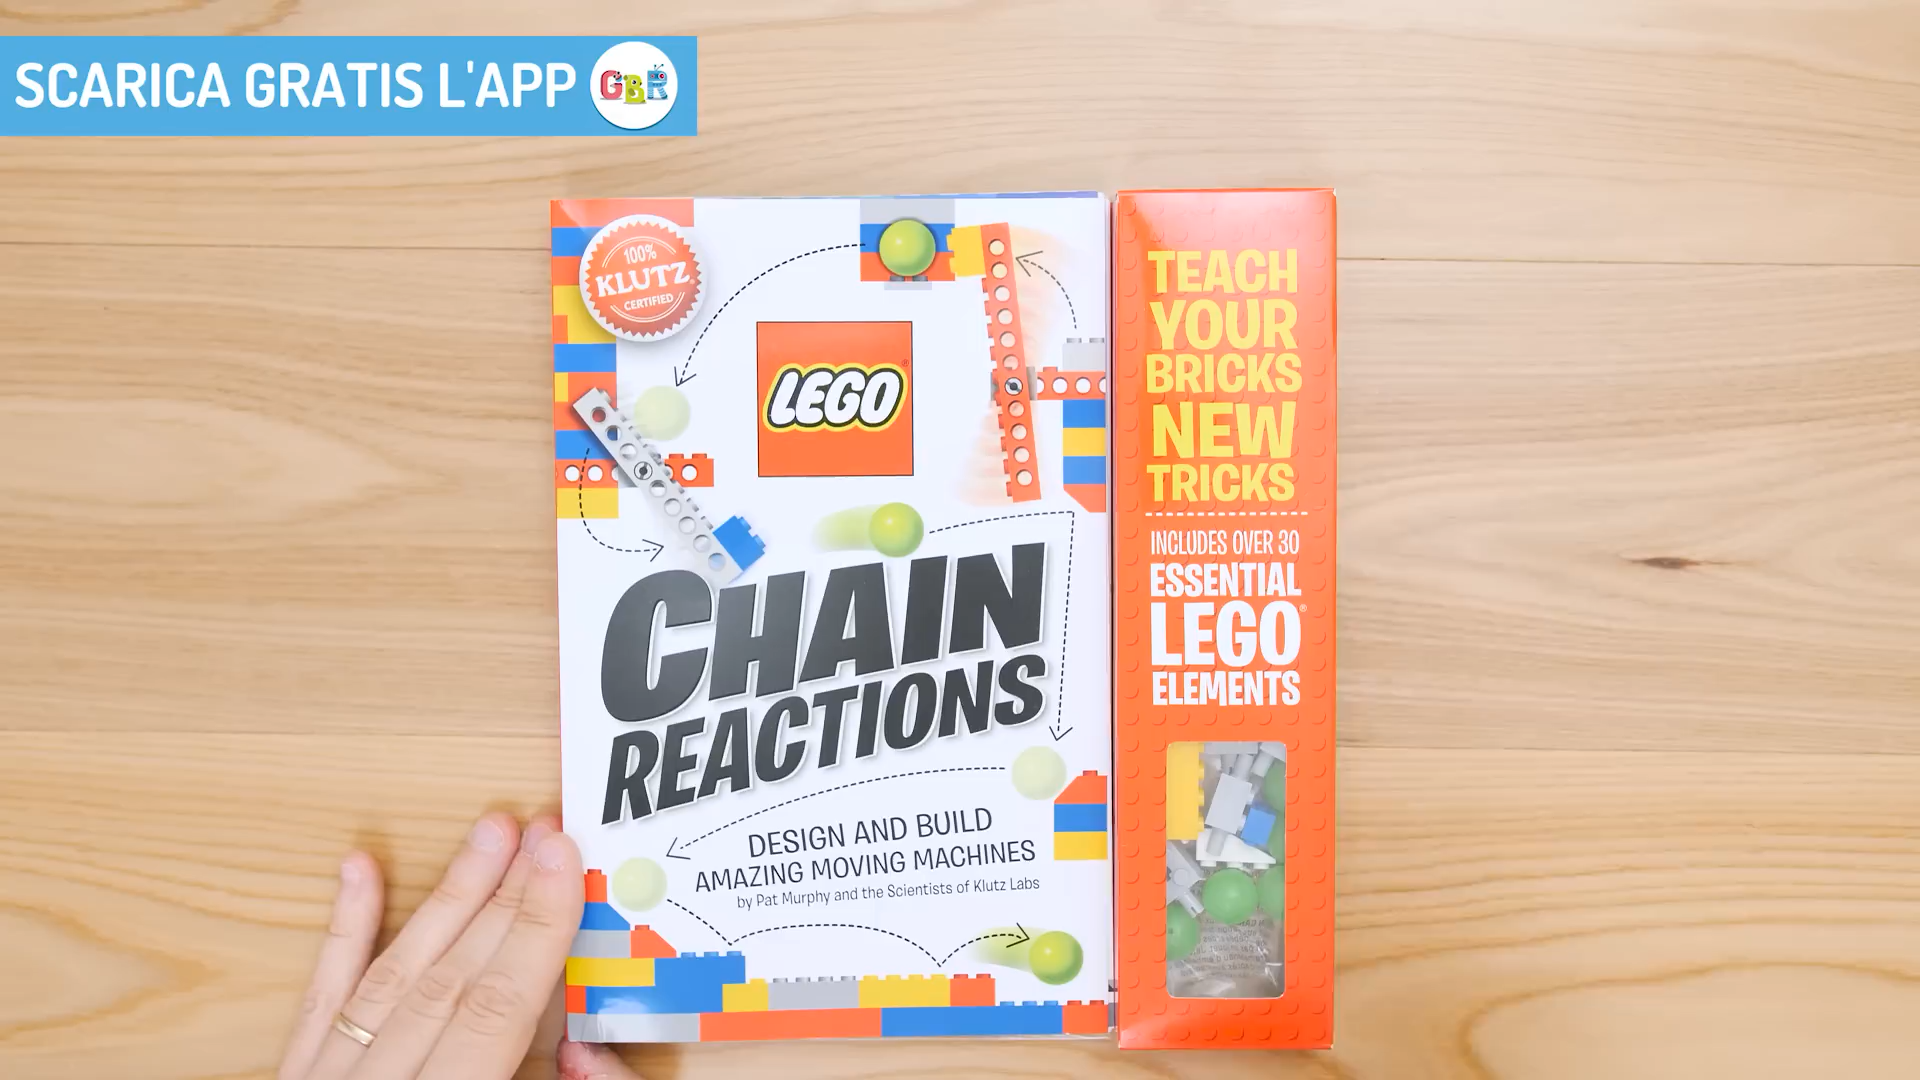 SCARICA GRATIS L'APP
GBR
100%
KLUTZ
CERTIFIED
LEGO
CHAIN
REACTIONS
DESIGN AND BUILD
AMAZING MOVING MACHINES
by Pat Murphy and the Scientists of Klutz Labs
TEACH
YOUR
BRICKS
NEW
TRICKS
INCLUDES OVER 30
ESSENTIAL
LEGO®
ELEMENTS